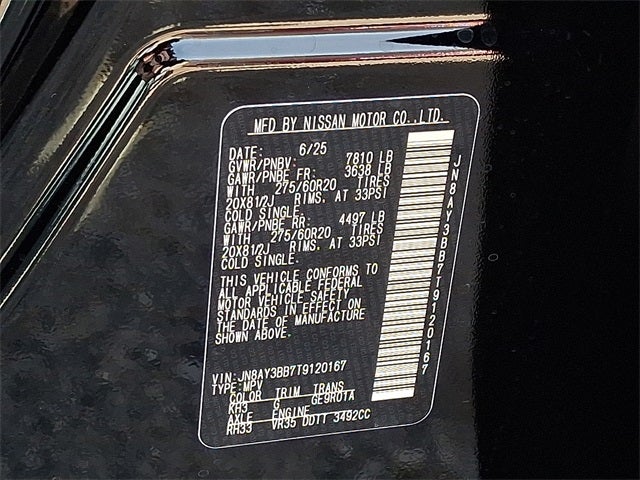 MFD BY NISSAN MOTOR CO.,LTD.
DATE: 6/25
GVWR/PNBV: 7810 LB
GAWR/PNBE FR: 3638 LB
WITH 275/60R20 TIRES
20X81/2J RIMS, AT 33PSI
COLD SINGLE.
GAWR/PNBE RR: 4497 LB
WITH 275/60R20 TIRES
20X81/2J RIMS, AT 33PSI
COLD SINGLE.
THIS VEHICLE CONFORMS TO
ALL APPLICABLE FEDERAL
MOTOR VEHICLE SAFETY
STANDARDS IN EFFECT ON
THE DATE OF MANUFACTURE
SHOWN ABOVE.
VIN:JN8AY3BB7T9120167
TYPE:MPV
COLOR TRIM TRANS
KH3 G GE9R01A
AXLE ENGINE
RH33 VR35 DDTT 3492CC
JN8AY3BB7T9120167